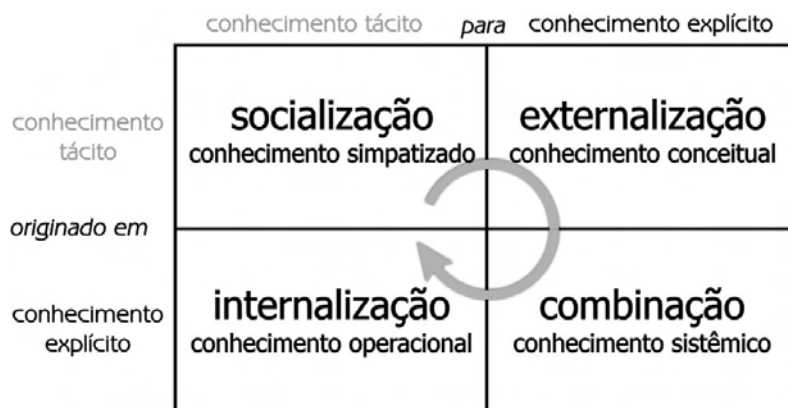 conhecimento tácito para conhecimento explícito
conhecimento
tácito
socialização
conhecimento simpatizado
externalização
conhecimento conceitual
originado em
conhecimento
explícito
internalização
conhecimento operacional
combinação
conhecimento sistêmico